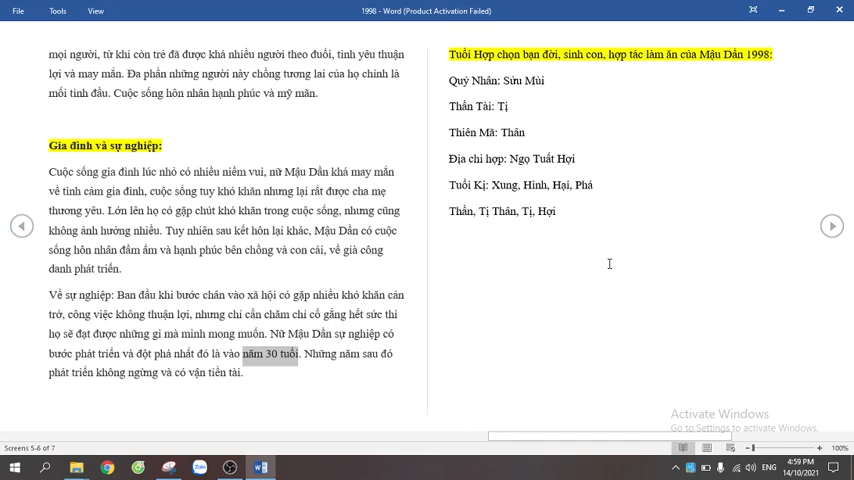 File Tools View 1998 - Word (Product Activation Failed)
mọi người, từ khi còn trẻ đã được khá nhiều người theo đuổi, tình yêu thuận
lợi và may mắn. Đa phần những người này chồng tương lai của họ chính là
mối tình đầu. Cuộc sống hôn nhân hạnh phúc và mỹ mãn.
Gia đình và sự nghiệp:
Cuộc sống gia đình lúc nhỏ có nhiều niềm vui, nữ Mậu Dần khá may mắn
về tình cảm gia đình, cuộc sống tuy khó khăn nhưng lại rất được cha mẹ
thương yêu. Lớn lên họ có gặp chút khó khăn trong cuộc sống, nhưng cũng
không ảnh hưởng nhiều. Tuy nhiên sau kết hôn lại khác, Mậu Dần có cuộc
sống hôn nhân đầm ấm và hạnh phúc bên chồng và con cái, về già công
danh phát triển.
Về sự nghiệp: Ban đầu khi bước chân vào xã hội có gặp nhiều khó khăn cản
trở, công việc không thuận lợi, nhưng chỉ cần chăm chỉ cố gắng hết sức thì
họ sẽ đạt được những gì mà mình mong muốn. Nữ Mậu Dần sự nghiệp có
bước phát triển và đột phá nhất đó là vào năm 30 tuổi. Những năm sau đó
phát triển không ngừng và có vận tiền tài.
Tuổi Hợp chọn bạn đời, sinh con, hợp tác làm ăn của Mậu Dần 1998:
Quý Nhân: Sửu Mùi
Thần Tài: Tị
Thiên Mã: Thân
Địa chi hợp: Ngọ Tuất Hợi
Tuổi Kị: Xung, Hình, Hại, Phá
Thần, Tị Thân, Tị, Hợi
Activate Windows
Go to Settings to activate Windows.
Screens 5-6 of 7
100%
Zalo
ENG
4:59 PM
14/10/2021